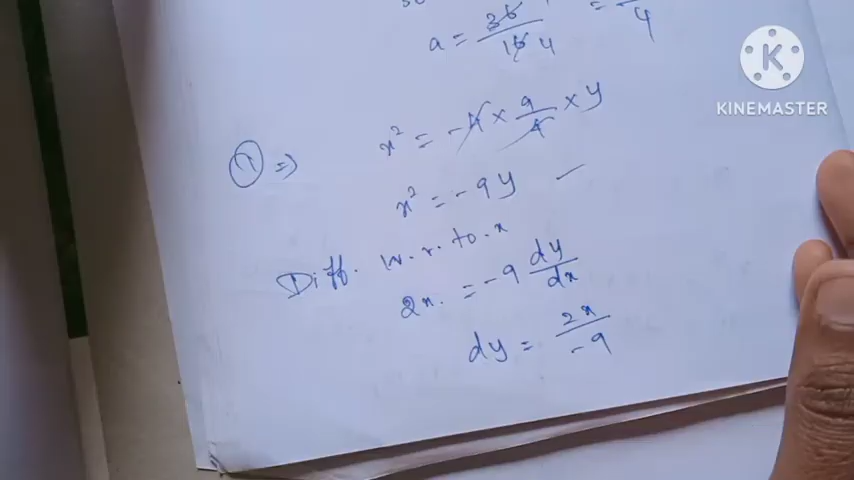 a = 36/16 4 = /4
KINEMASTER
① ⇒ x² = -4 × 9/4 × y
x² = -9y
Diff. w.r.to.x
2x. = -9 dy/dx
dy = 2x/-9